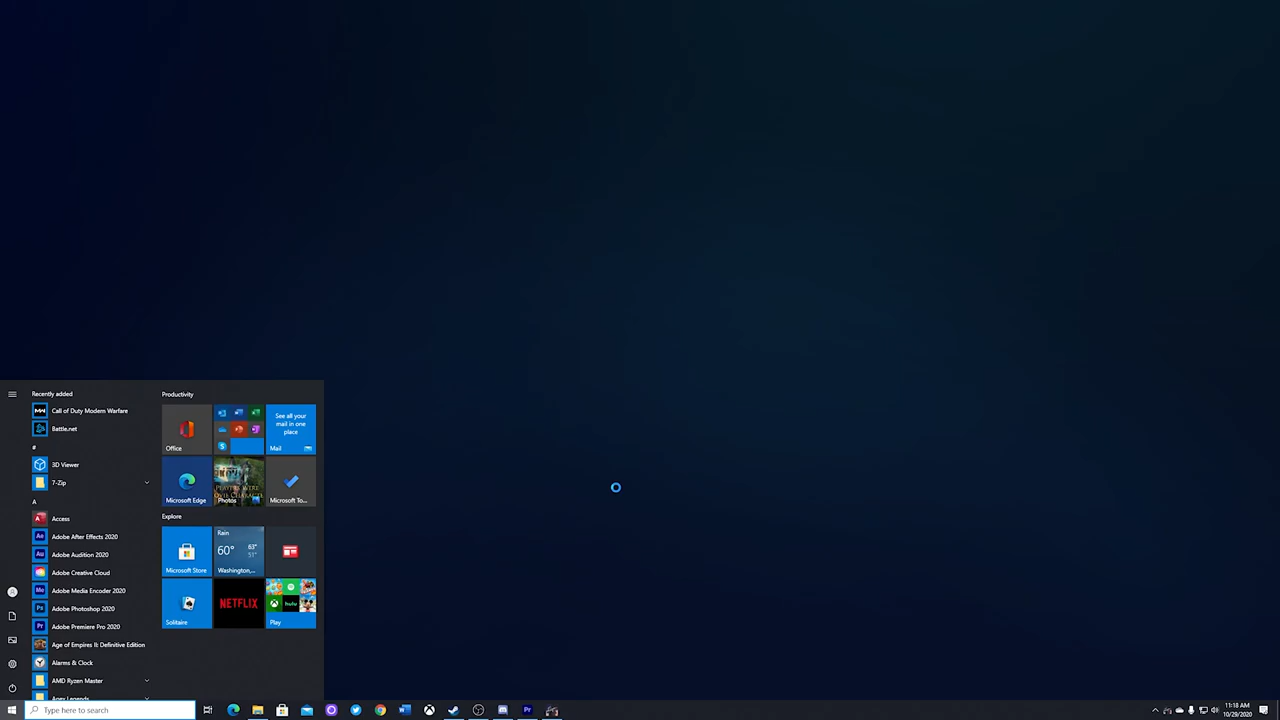 Recently added
Call of Duty Modern Warfare
Battle.net
#
3D Viewer
7-Zip
A
Access
Adobe After Effects 2020
Adobe Audition 2020
Adobe Creative Cloud
Adobe Media Encoder 2020
Adobe Photoshop 2020
Adobe Premiere Pro 2020
Age of Empires II: Definitive Edition
Alarms & Clock
AMD Ryzen Master
Apex Legends
Productivity
Office
See all your
mail in one
place
Mail
Microsoft Edge
Photos
Microsoft To...
Explore
Microsoft Store
Rain
60° 63°
51°
Washington,...
Solitaire
NETFLIX
hulu
Play
Type here to search
11:18 AM
10/29/2020